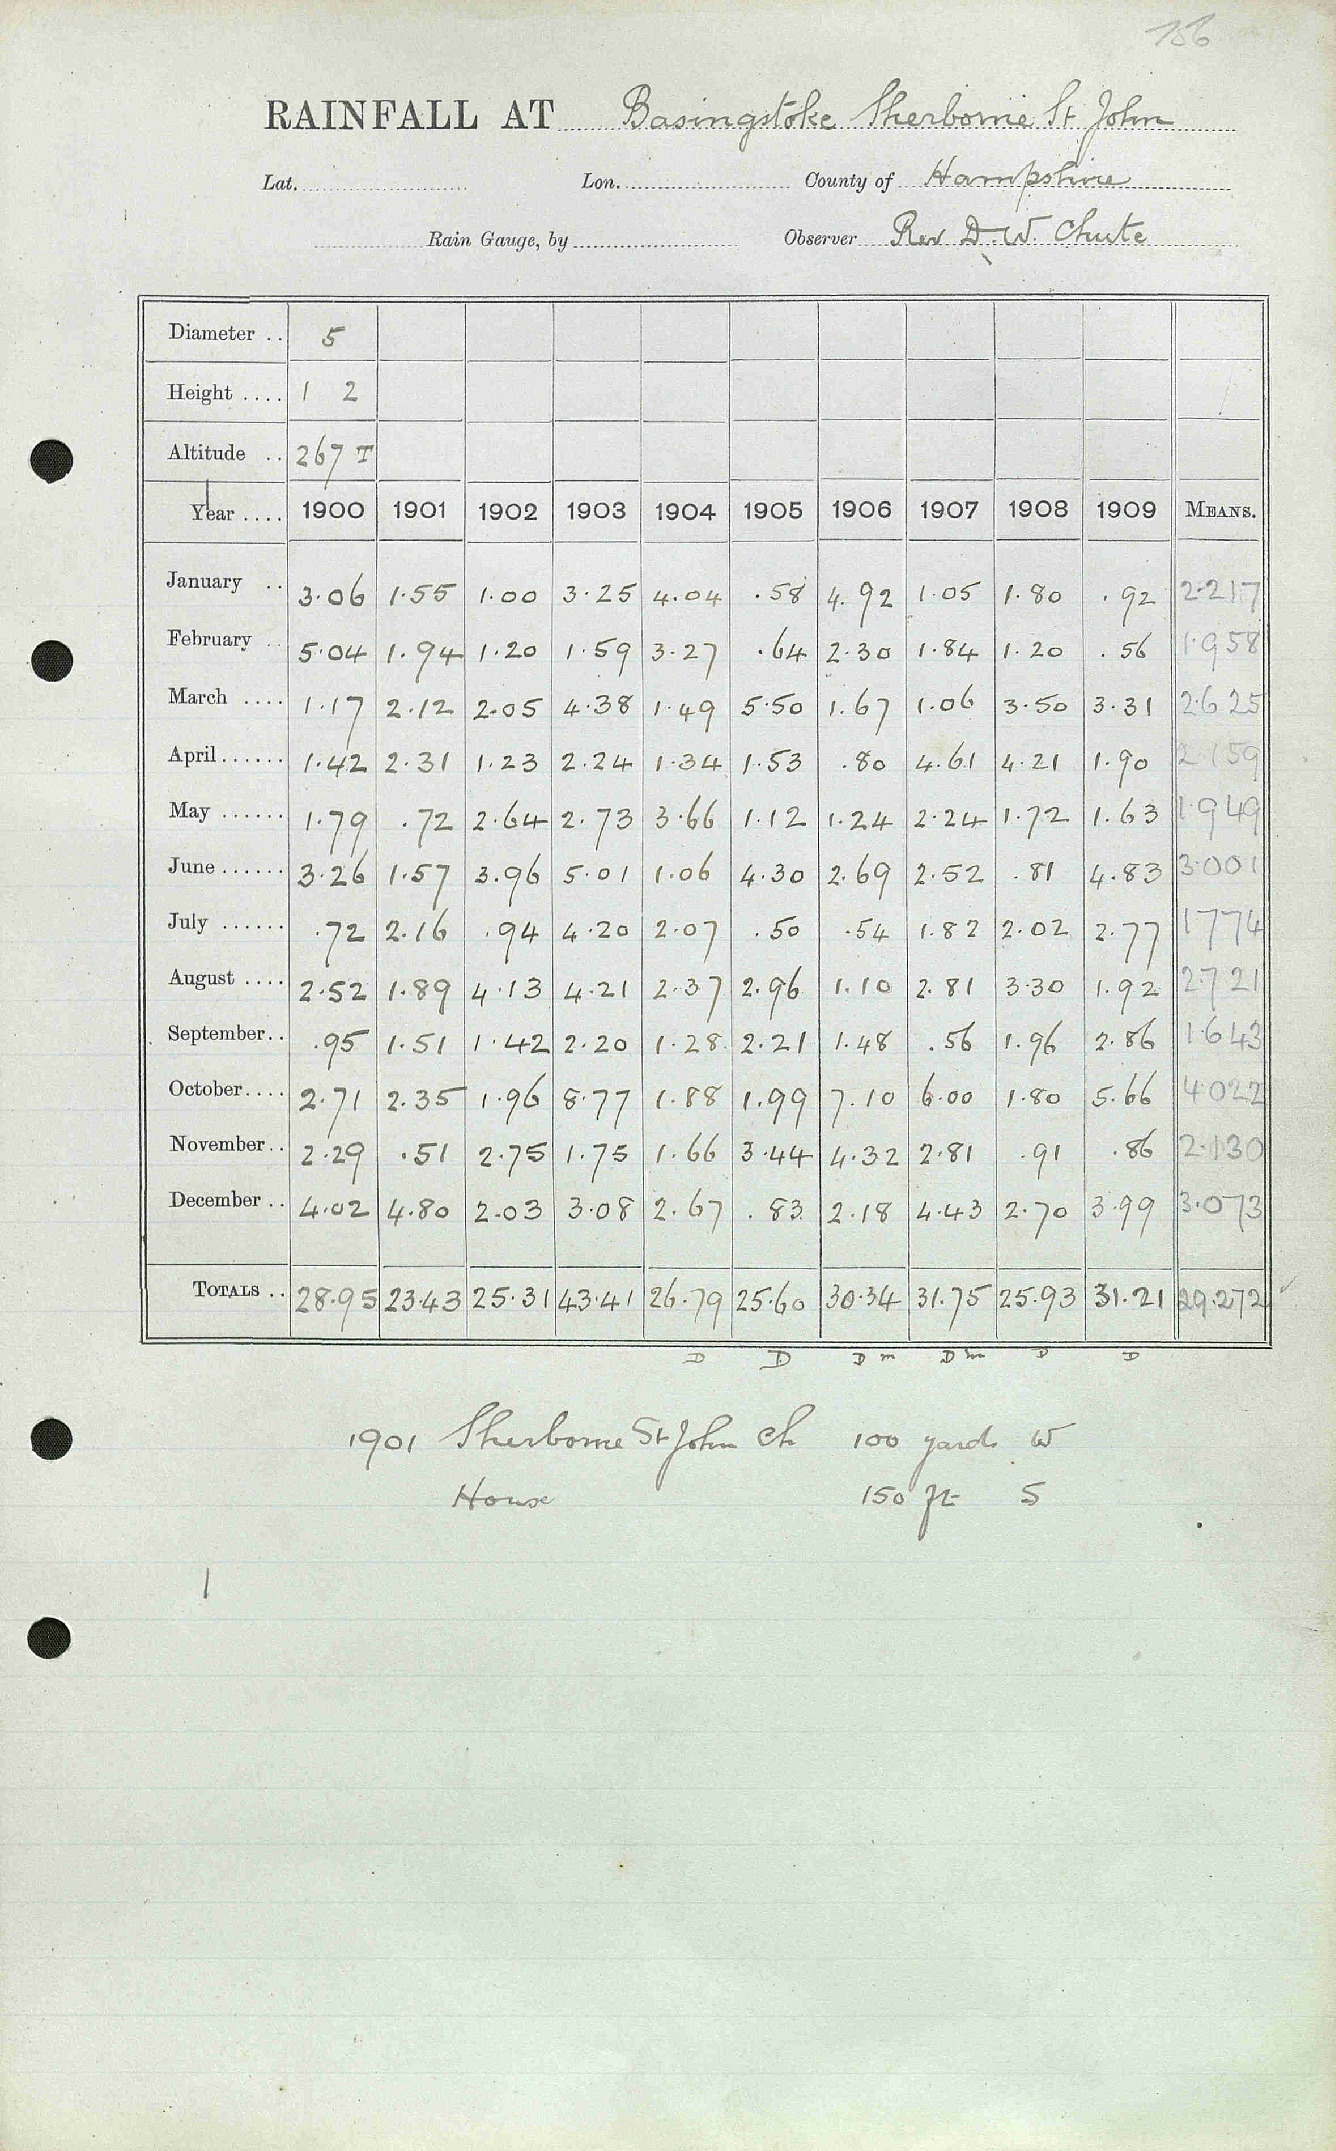 106
RAINFALL AT Basingstoke Sherborne St John
Lat. Lon. County of Hampshire
Rain Gauge, by Observer Rev D. W. Chute
Diameter .. 5
Height .... 1 2
Altitude .. 267 T
Year .... 1900 1901 1902 1903 1904 1905 1906 1907 1908 1909 MEANS.
January .. 3.06 1.55 1.00 3.25 4.04 .58 4.92 1.05 1.80 .92 2.217
February .. 5.04 1.94 1.20 1.59 3.27 .64 2.30 1.84 1.20 .56 1.958
March .... 1.17 2.12 2.05 4.38 1.49 5.50 1.67 1.06 3.50 3.31 2.625
April ...... 1.42 2.31 1.23 2.24 1.34 1.53 .80 4.61 4.21 1.90 2.159
May ...... 1.79 .72 2.64 2.73 3.66 1.12 1.24 2.24 1.72 1.63 1.949
June ...... 3.26 1.57 3.96 5.01 1.06 4.30 2.69 2.52 .81 4.83 3.001
July ...... .72 2.16 .94 4.20 2.07 .50 .54 1.82 2.02 2.77 1774
August .... 2.52 1.89 4.13 4.21 2.37 2.96 1.10 2.81 3.30 1.92 2.721
September .. .95 1.51 1.42 2.20 1.28 2.21 1.48 .56 1.96 2.86 1.643
October .... 2.71 2.35 1.96 8.77 1.88 1.99 7.10 6.00 1.80 5.66 4022
November .. 2.29 .51 2.75 1.75 1.66 3.44 4.32 2.81 .91 .86 2.130
December .. 4.02 4.80 2.03 3.08 2.67 .83 2.18 4.43 2.70 3.99 3.073
TOTALS .. 28.95 23.43 25.31 43.41 26.79 25.60 30.34 31.75 25.93 31.21 29.272
D D D m D m D D
1901 Sherborne St John Ch 100 yards W
House 150 ft S